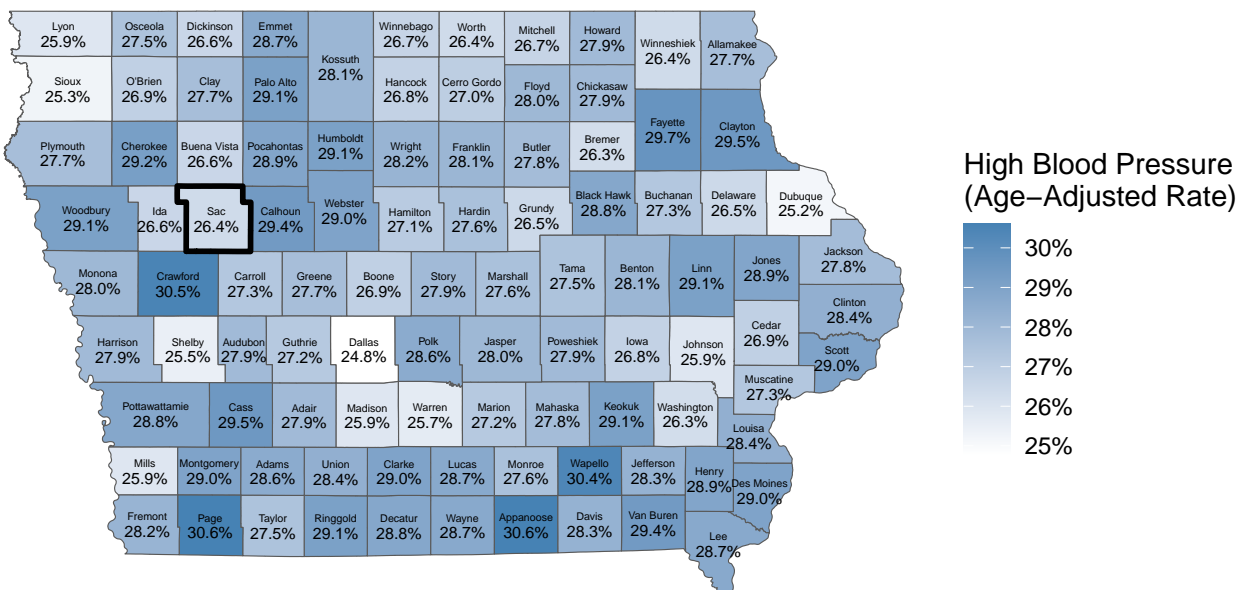 Lyon
25.9%
Osceola
27.5%
Dickinson
26.6%
Emmet
28.7%
Kossuth
28.1%
Winnebago
26.7%
Worth
26.4%
Mitchell
26.7%
Howard
27.9%
Winneshiek
26.4%
Allamakee
27.7%
Sioux
25.3%
O'Brien
26.9%
Clay
27.7%
Palo Alto
29.1%
Hancock
26.8%
Cerro Gordo
27.0%
Floyd
28.0%
Chickasaw
27.9%
Fayette
29.7%
Clayton
29.5%
Plymouth
27.7%
Cherokee
29.2%
Buena Vista
26.6%
Pocahontas
28.9%
Humboldt
29.1%
Wright
28.2%
Franklin
28.1%
Butler
27.8%
Bremer
26.3%
Woodbury
29.1%
Ida
26.6%
Sac
26.4%
Calhoun
29.4%
Webster
29.0%
Hamilton
27.1%
Hardin
27.6%
Grundy
26.5%
Black Hawk
28.8%
Buchanan
27.3%
Delaware
26.5%
Dubuque
25.2%
Monona
28.0%
Crawford
30.5%
Carroll
27.3%
Greene
27.7%
Boone
26.9%
Story
27.9%
Marshall
27.6%
Tama
27.5%
Benton
28.1%
Linn
29.1%
Jones
28.9%
Jackson
27.8%
Clinton
28.4%
Harrison
27.9%
Shelby
25.5%
Audubon
27.9%
Guthrie
27.2%
Dallas
24.8%
Polk
28.6%
Jasper
28.0%
Poweshiek
27.9%
Iowa
26.8%
Johnson
25.9%
Cedar
26.9%
Scott
29.0%
Muscatine
27.3%
Pottawattamie
28.8%
Cass
29.5%
Adair
27.9%
Madison
25.9%
Warren
25.7%
Marion
27.2%
Mahaska
27.8%
Keokuk
29.1%
Washington
26.3%
Louisa
28.4%
Mills
25.9%
Montgomery
29.0%
Adams
28.6%
Union
28.4%
Clarke
29.0%
Lucas
28.7%
Monroe
27.6%
Wapello
30.4%
Jefferson
28.3%
Henry
28.9%
Des Moines
29.0%
Fremont
28.2%
Page
30.6%
Taylor
27.5%
Ringgold
29.1%
Decatur
28.8%
Wayne
28.7%
Appanoose
30.6%
Davis
28.3%
Van Buren
29.4%
Lee
28.7%
High Blood Pressure
(Age−Adjusted Rate)
30%
29%
28%
27%
26%
25%